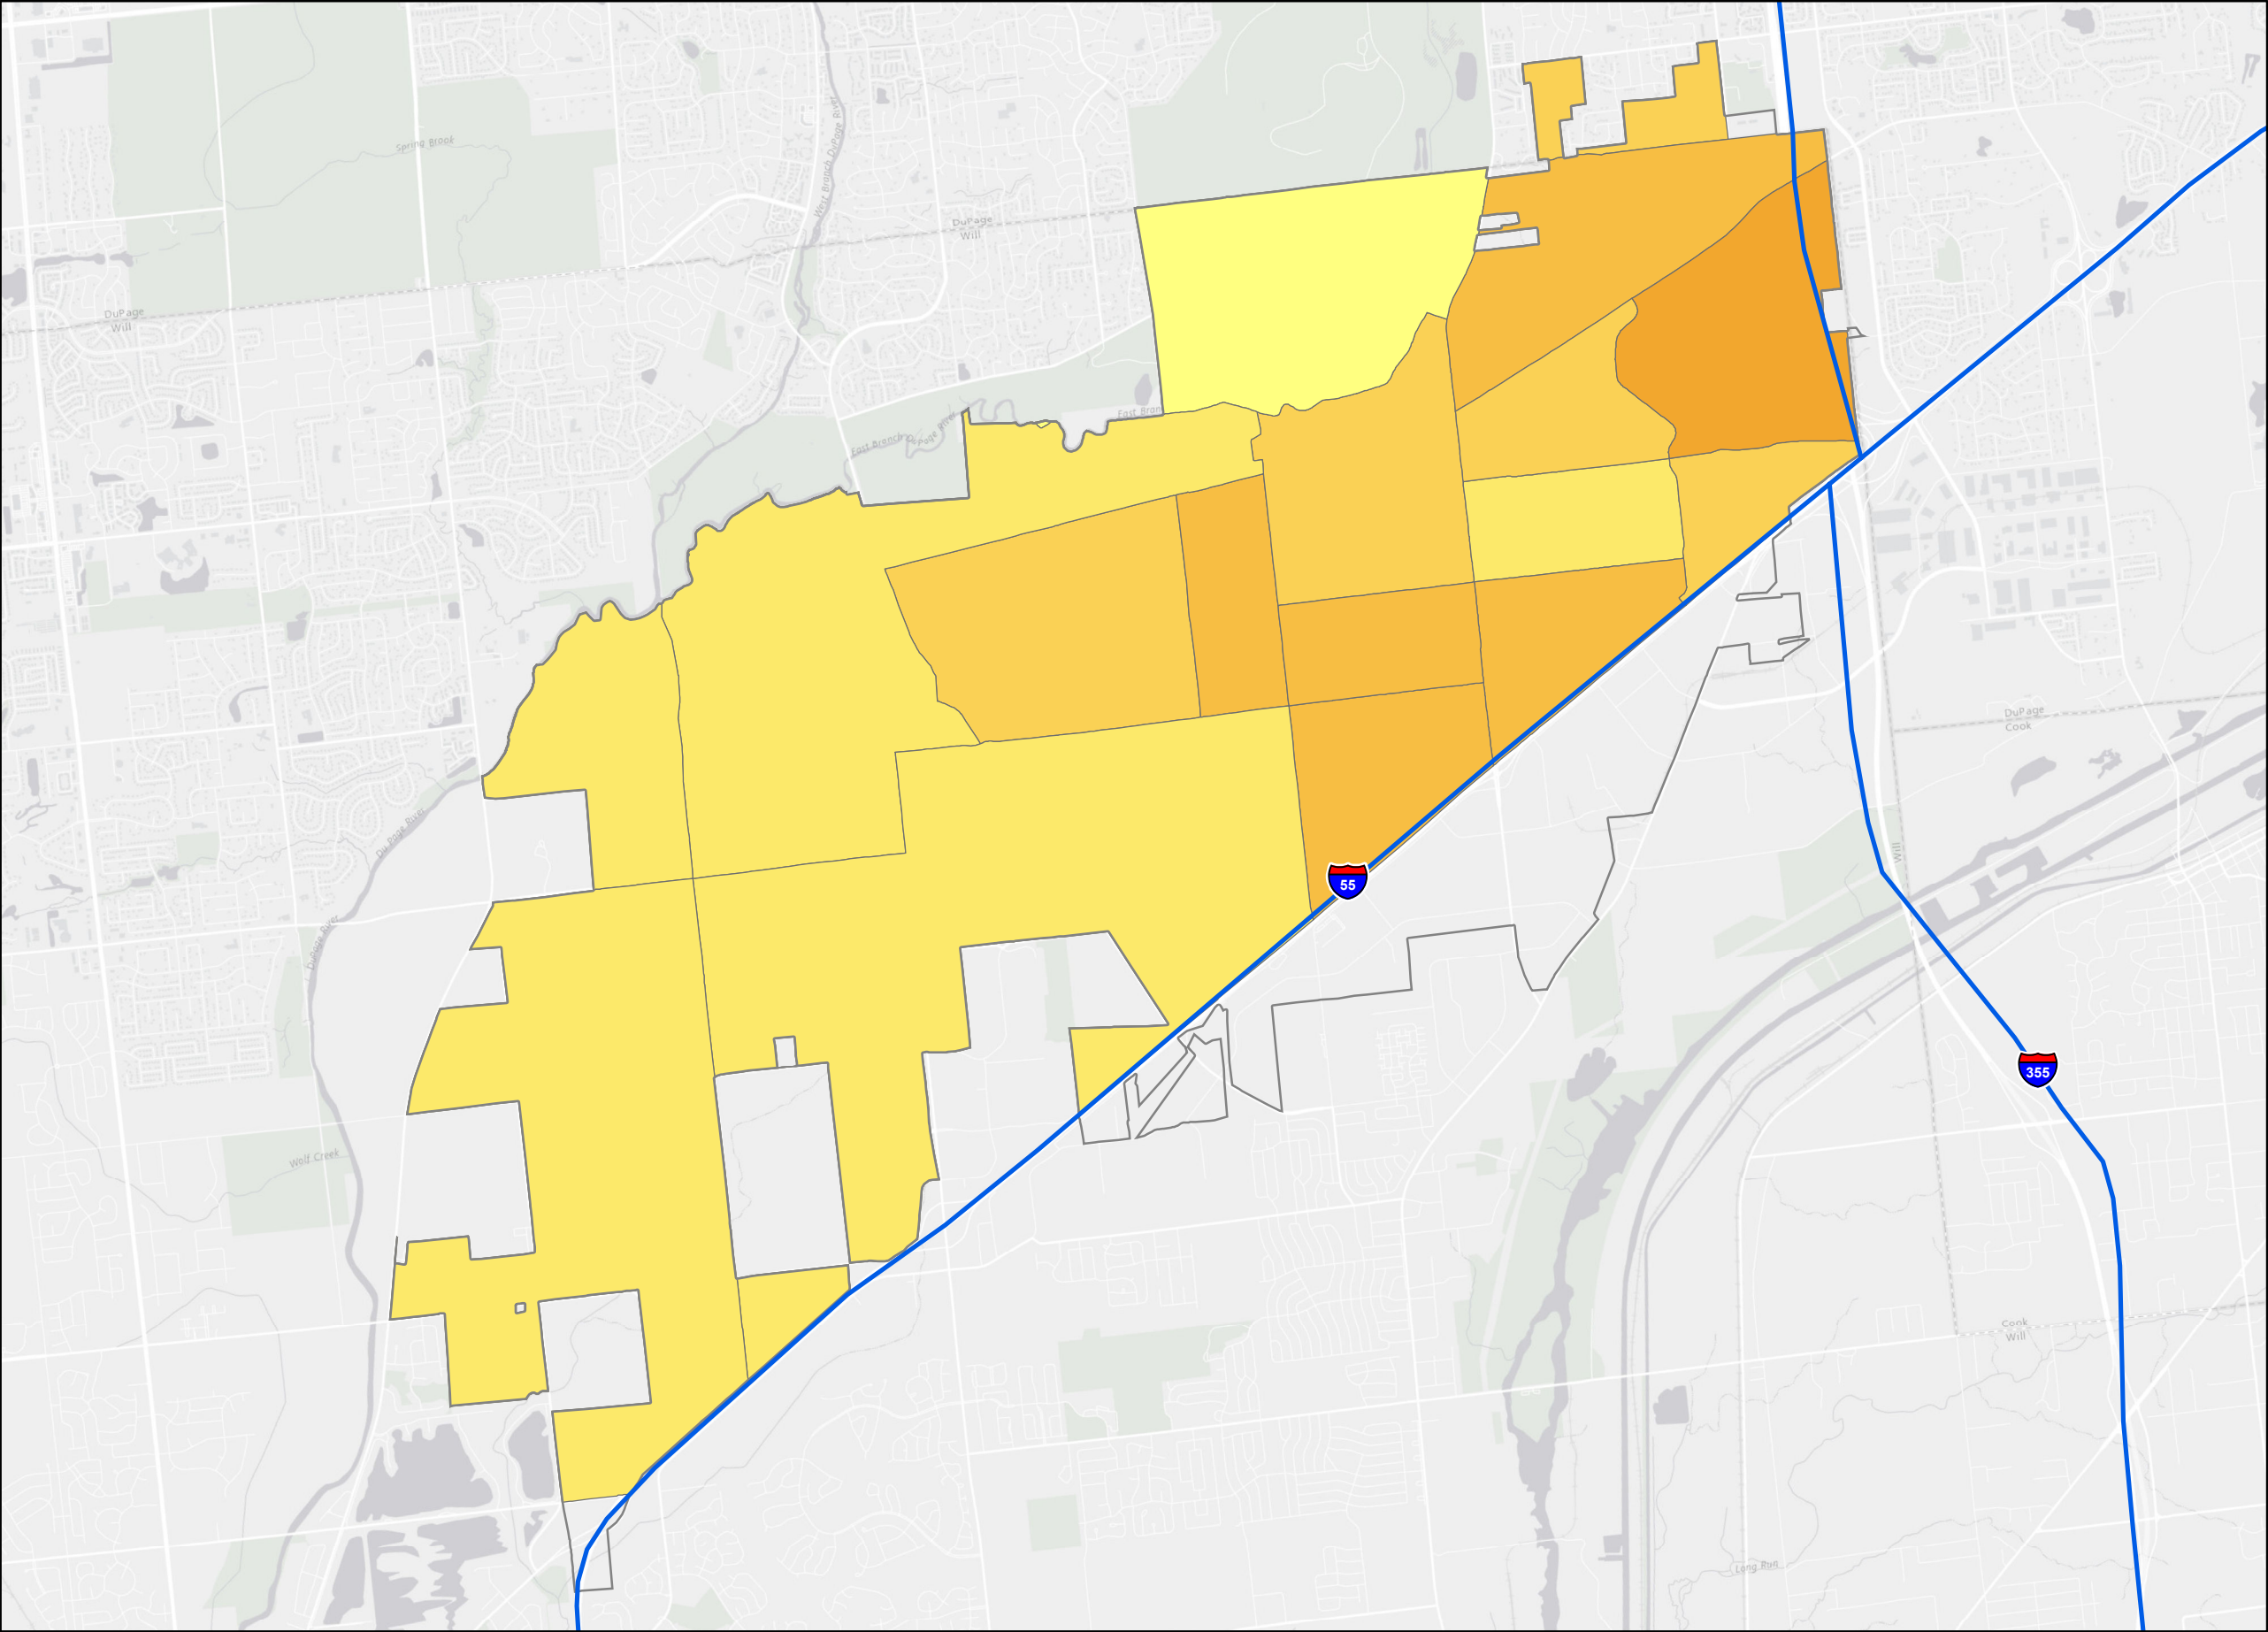 Spring Brook
West Branch DuPage River
DuPage
Will
DuPage
Will
East Bran
East Branch DuPage River
DuPage
Cook
DuPage River
Will
55
DuPage River
355
Wolf Creek
Cook
Will
Long Run